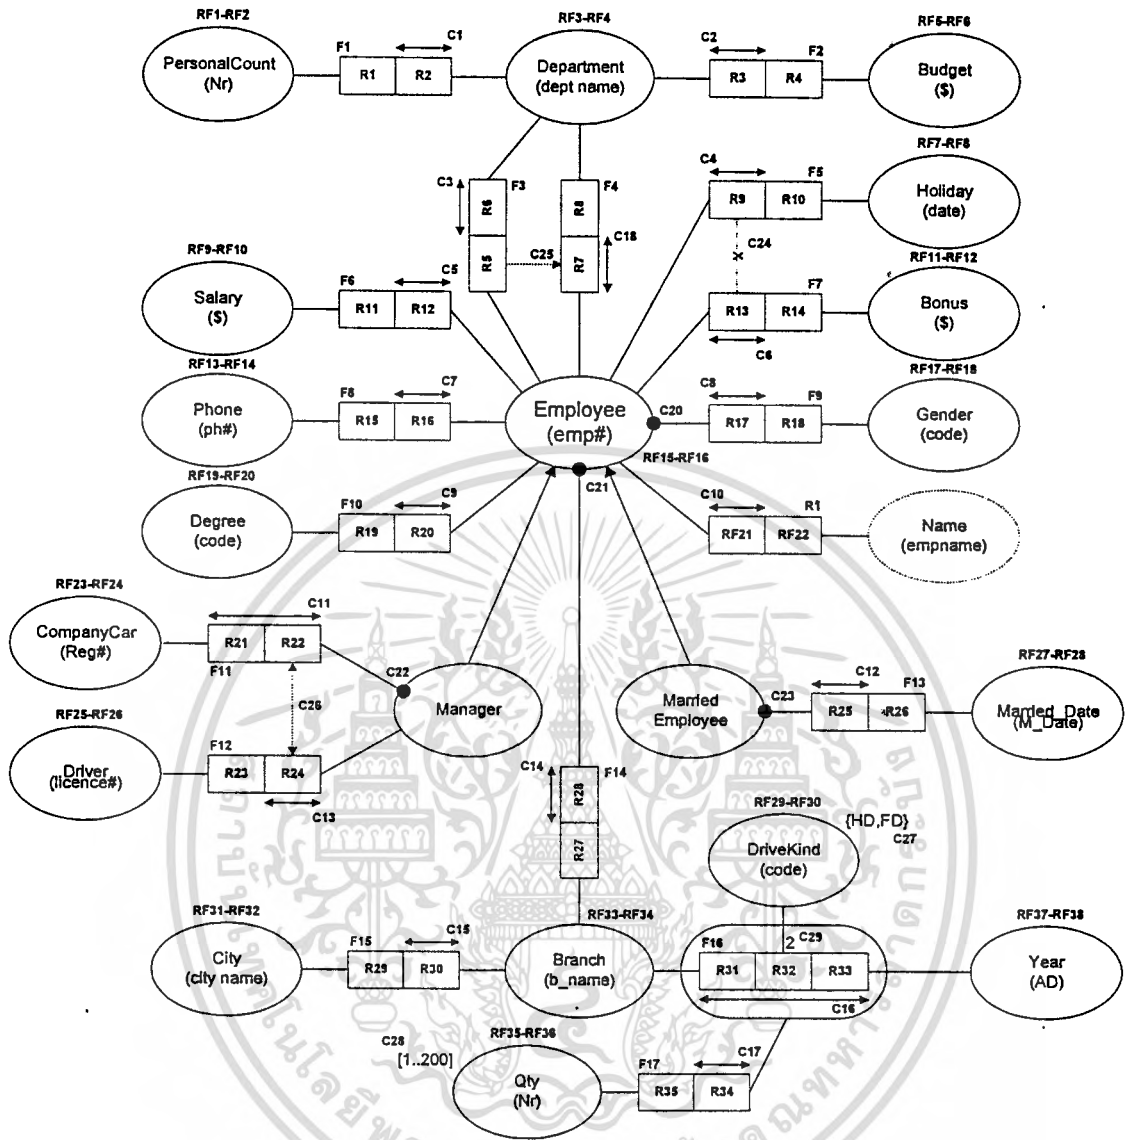 RF1-RF2
RF3-RF4
RF5-RF6
PersonalCount
(Nr)
F1
C1
R1
R2
Department
(dept name)
C2
F2
R3
R4
Budget
($)
RF7-RF8
C3
F3
R6
R5
C25
F4
R8
R7
C18
C4
F5
R9
R10
Holiday
(date)
C24
RF9-RF10
RF11-RF12
Salary
($)
F6
C5
R11
R12
F7
R13
R14
C6
Bonus
($)
RF13-RF14
RF17-RF18
Phone
(ph#)
F8
C7
R15
R16
Employee
(emp#)
C20
C8
F9
R17
R18
Gender
(code)
RF15-RF16
C21
RF19-RF20
Degree
(code)
F10
C9
R19
R20
C10
R1
RF21
RF22
Name
(empname)
RF23-RF24
CompanyCar
(Reg#)
C11
R21
R22
F11
C22
C26
Manager
Married
Employee
C23
C12
F13
R25
R26
RF27-RF28
Married_Date
(M_Date)
RF25-RF26
Driver
(licence#)
F12
R23
R24
C13
C14
F14
R28
R27
RF29-RF30
DriveKind
(code)
{HD,FD}
C27
RF31-RF32
City
(city name)
F15
C15
R29
R30
RF33-RF34
Branch
(b_name)
F16
2
C29
R31
R32
R33
C16
RF37-RF38
Year
(AD)
C28
[1..200]
RF35-RF36
Qty
(Nr)
F17
C17
R35
R34